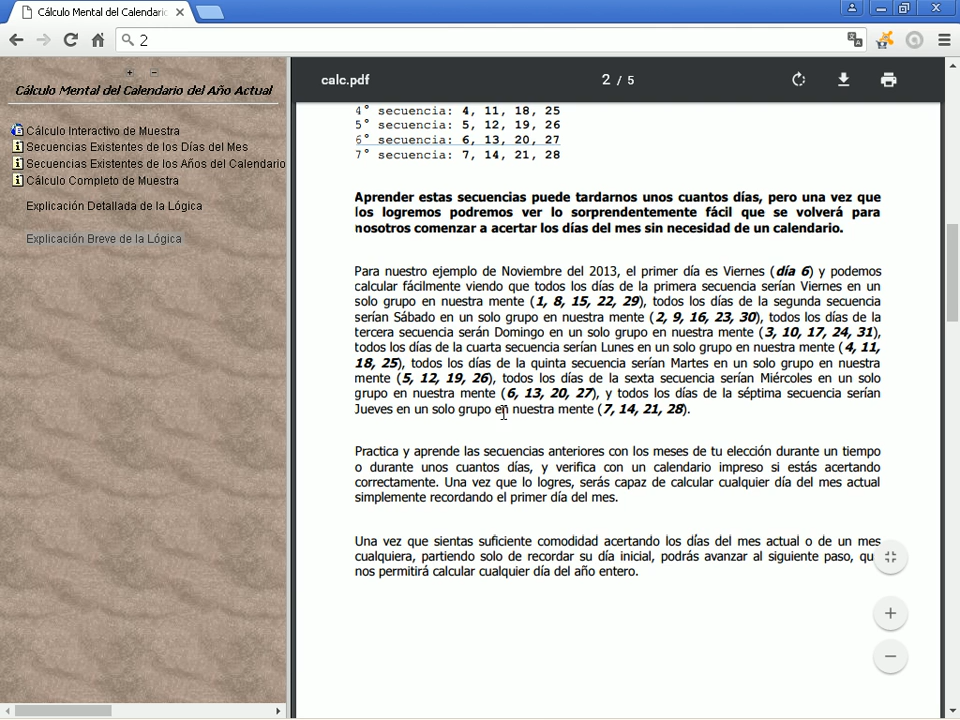 Cálculo Mental del Calendario
2
+ −
Cálculo Mental del Calendario del Año Actual
Cálculo Interactivo de Muestra
Secuencias Existentes de los Días del Mes
Secuencias Existentes de los Años del Calendario
Cálculo Completo de Muestra
Explicación Detallada de la Lógica
Explicación Breve de la Lógica
calc.pdf
2 / 5
4° secuencia: 4, 11, 18, 25
5° secuencia: 5, 12, 19, 26
6° secuencia: 6, 13, 20, 27
7° secuencia: 7, 14, 21, 28
Aprender estas secuencias puede tardarnos unos cuantos días, pero una vez que
los logremos podremos ver lo sorprendentemente fácil que se volverá para
nosotros comenzar a acertar los días del mes sin necesidad de un calendario.
Para nuestro ejemplo de Noviembre del 2013, el primer día es Viernes (día 6) y podemos
calcular fácilmente viendo que todos los días de la primera secuencia serían Viernes en un
solo grupo en nuestra mente (1, 8, 15, 22, 29), todos los días de la segunda secuencia
serían Sábado en un solo grupo en nuestra mente (2, 9, 16, 23, 30), todos los días de la
tercera secuencia serán Domingo en un solo grupo en nuestra mente (3, 10, 17, 24, 31),
todos los días de la cuarta secuencia serían Lunes en un solo grupo en nuestra mente (4, 11,
18, 25), todos los días de la quinta secuencia serían Martes en un solo grupo en nuestra
mente (5, 12, 19, 26), todos los días de la sexta secuencia serían Miércoles en un solo
grupo en nuestra mente (6, 13, 20, 27), y todos los días de la séptima secuencia serían
Jueves en un solo grupo en nuestra mente (7, 14, 21, 28).
Practica y aprende las secuencias anteriores con los meses de tu elección durante un tiempo
o durante unos cuantos días, y verifica con un calendario impreso si estás acertando
correctamente. Una vez que lo logres, serás capaz de calcular cualquier día del mes actual
simplemente recordando el primer día del mes.
Una vez que sientas suficiente comodidad acertando los días del mes actual o de un mes
cualquiera, partiendo solo de recordar su día inicial, podrás avanzar al siguiente paso, qu
nos permitirá calcular cualquier día del año entero.